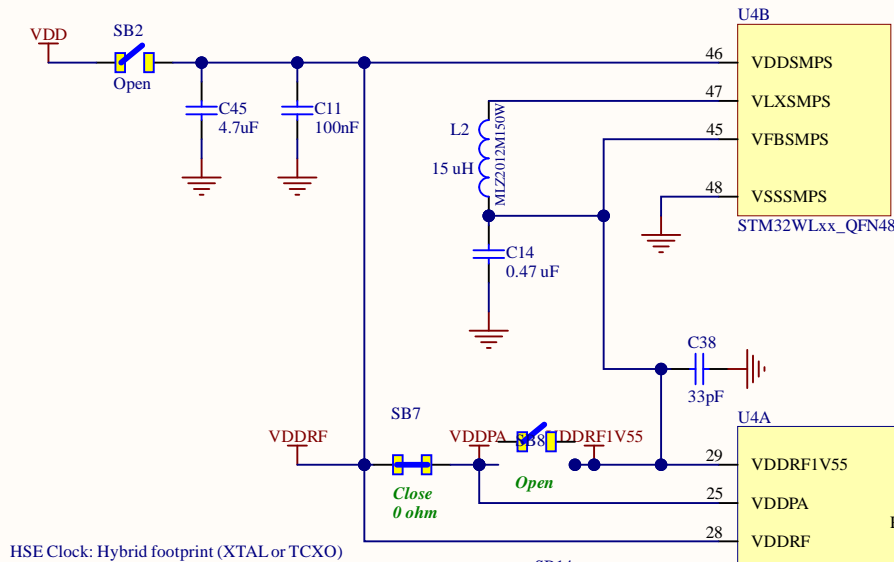 U4B
VDD
SB2
Open
46
VDDSMPS
C45
4.7uF
C11
100nF
47
VLXSMPS
L2
15 uH
MLZ2012M150W
45
VFBSMPS
48
VSSSMPS
STM32WLxx_QFN48
C14
0.47 uF
C38
33pF
U4A
SB7
VDDRF
VDDPA
SB8
VDDRF1V55
29
VDDRF1V55
Close
0 ohm
Open
25
VDDPA
28
VDDRF
HSE Clock: Hybrid footprint (XTAL or TCXO)